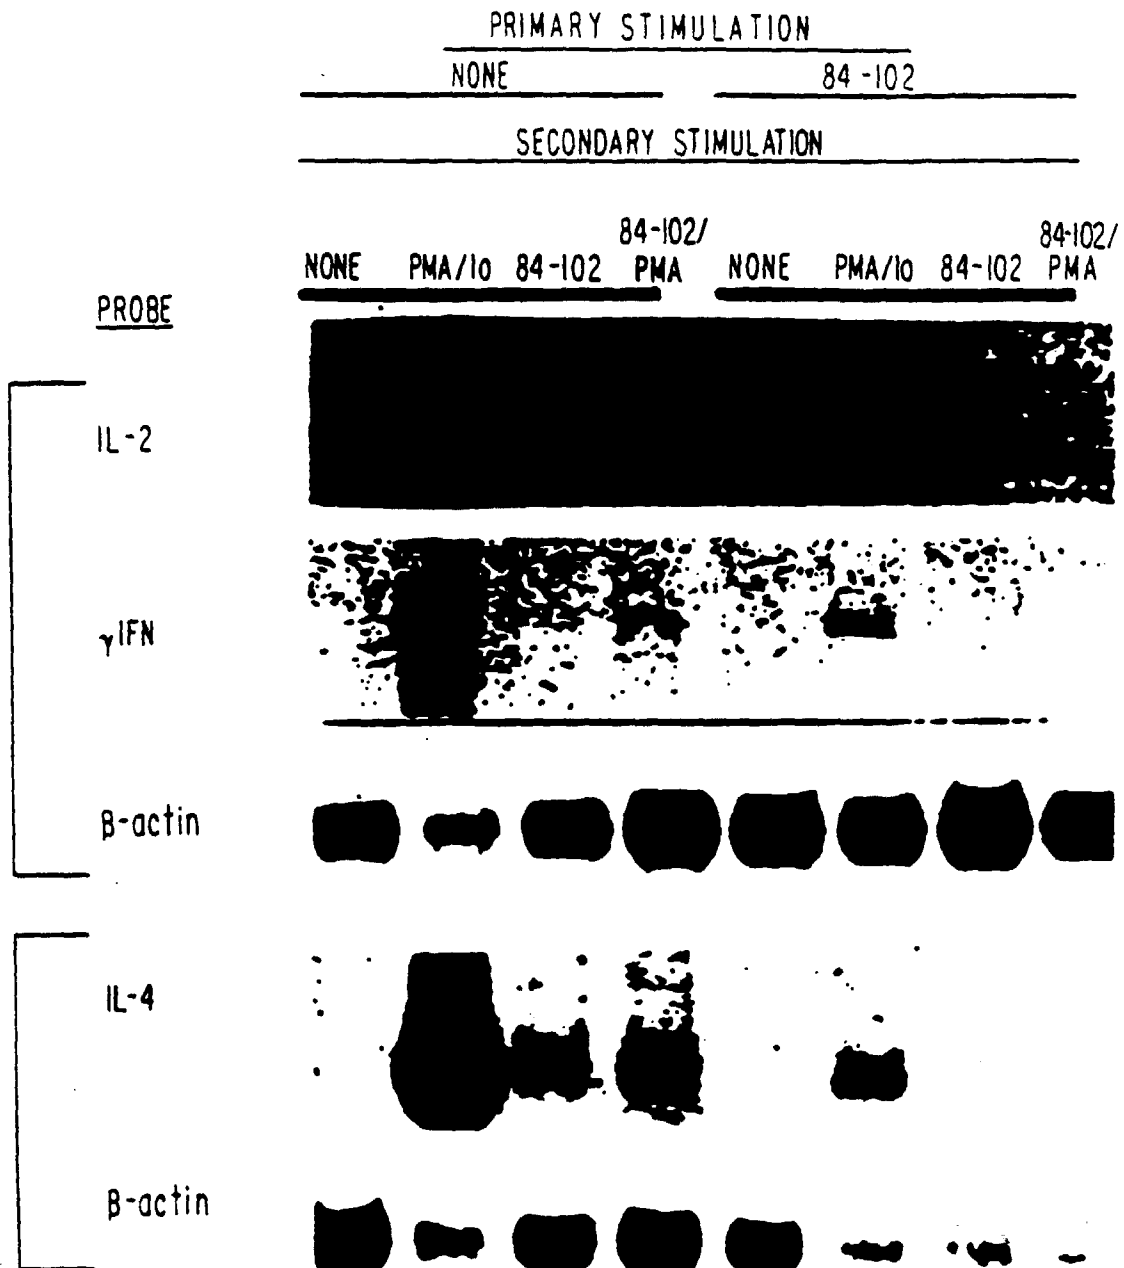 PRIMARY STIMULATION
NONE 84-102
SECONDARY STIMULATION
84-102/ 84-102/
NONE PMA/Io 84-102 PMA NONE PMA/Io 84-102 PMA
PROBE
IL-2
γIFN
β-actin
IL-4
β-actin